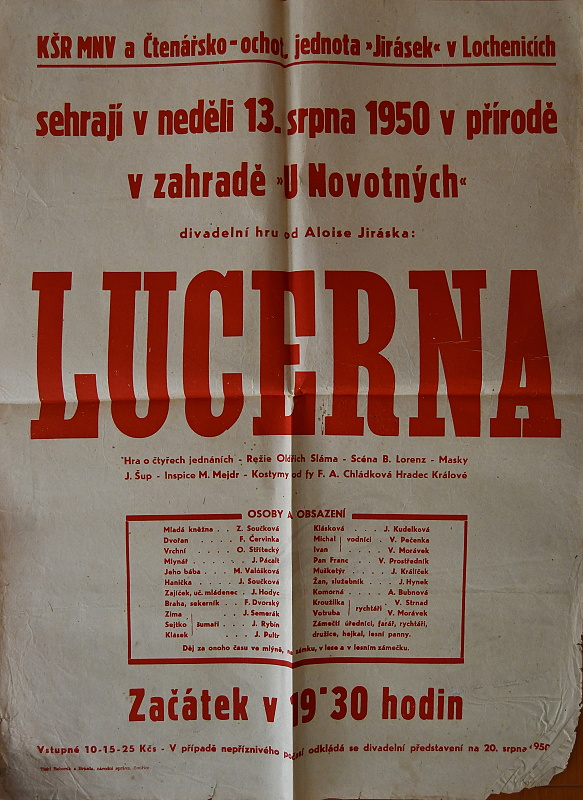 KŠR MNV a Čtenářsko-ochot. jednota »Jirásek« v Lochenicích
sehrají v neděli 13. srpna 1950 v přírodě
v zahradě »U Novotných«
divadelní hru od Aloise Jiráska:
LUCERNA
Hra o čtyřech jednáních - Režie Oldřich Sláma - Scéna B. Lorenz - Masky
J. Šup - Inspice M. Mejdr - Kostymy od fy F. A. Chládková Hradec Králové
OSOBY A OBSAZENÍ
Mladá kněžna . . Z. Součková
Dvořan . . . . F. Červinka
Vrchní . . . . O. Střítecký
Mlynář . . . . . J. Pácalt
Jeho bába . . M. Valášková
Hanička . . . J. Součková
Zajíček, uč. mládenec . J. Hodyc
Braha, sekerník . . F. Dvorský
Zima . . . . J. Semerák
Sejtko šumaři . . . J. Rybín
Klásek . . . . J. Pultr
Klásková . . . J. Kudelková
Michal vodníci . V. Pečenka
Ivan . . V. Morávek
Pan Franc . . V. Prostředník
Mušketýr . . . J. Králíček
Žan, služebník . . J. Hynek
Komorná . . . A. Bubnová
Kroužilka rychtáři . V. Strnad
Votruba . V. Morávek
Zámečtí úředníci, farář, rychtáři,
družice, hejkal, lesní panny.
Děj za onoho času ve mlýně, na zámku, v lese a v lesním zámečku.
Začátek v 19˙30 hodin
Vstupné 10-15-25 Kčs - V případě nepříznivého počasí odkládá se divadelní představení na 20. srpna 1950